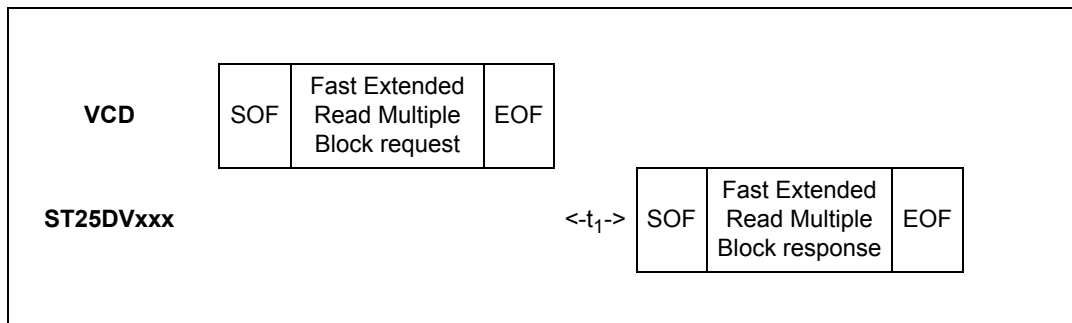 VCD
SOF
Fast Extended
Read Multiple
Block request
EOF
ST25DVxxx
<-t₁->
SOF
Fast Extended
Read Multiple
Block response
EOF